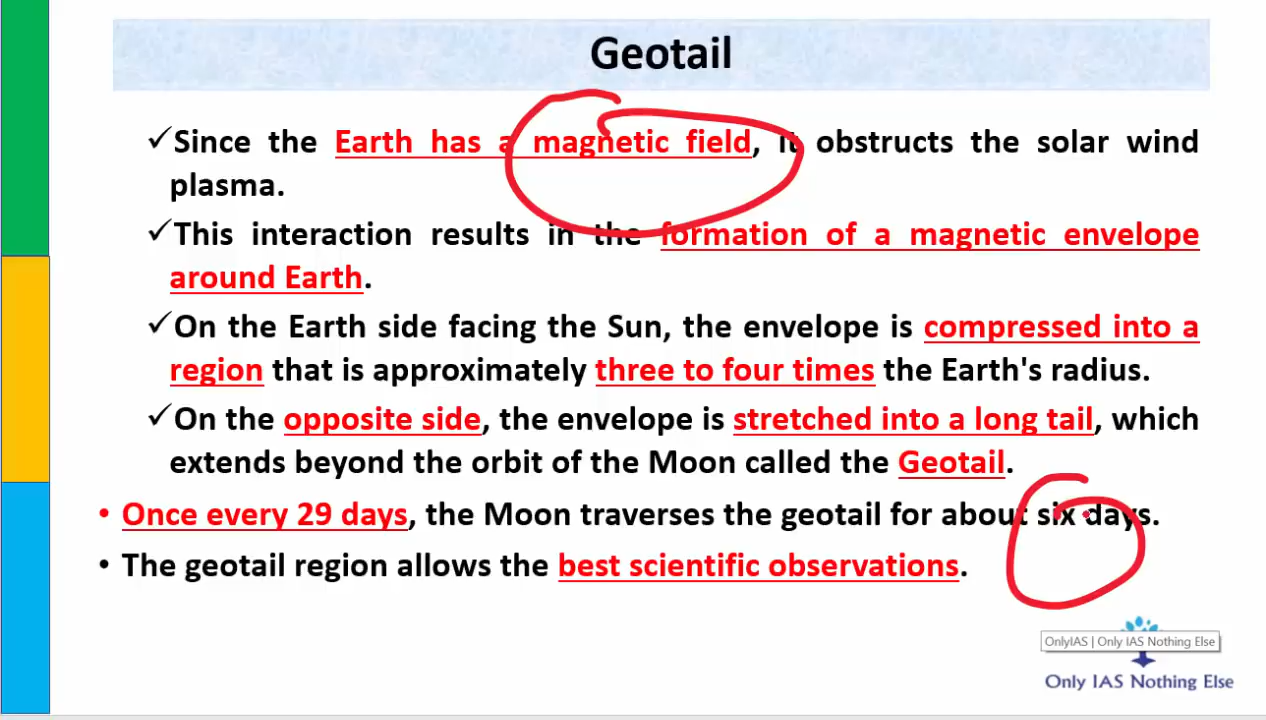 Geotail
✓Since the Earth has a magnetic field, it obstructs the solar wind
plasma.
✓This interaction results in the formation of a magnetic envelope
around Earth.
✓On the Earth side facing the Sun, the envelope is compressed into a
region that is approximately three to four times the Earth's radius.
✓On the opposite side, the envelope is stretched into a long tail, which
extends beyond the orbit of the Moon called the Geotail.
• Once every 29 days, the Moon traverses the geotail for about six days.
• The geotail region allows the best scientific observations.
OnlyIAS | Only IAS Nothing Else
Only IAS Nothing Else